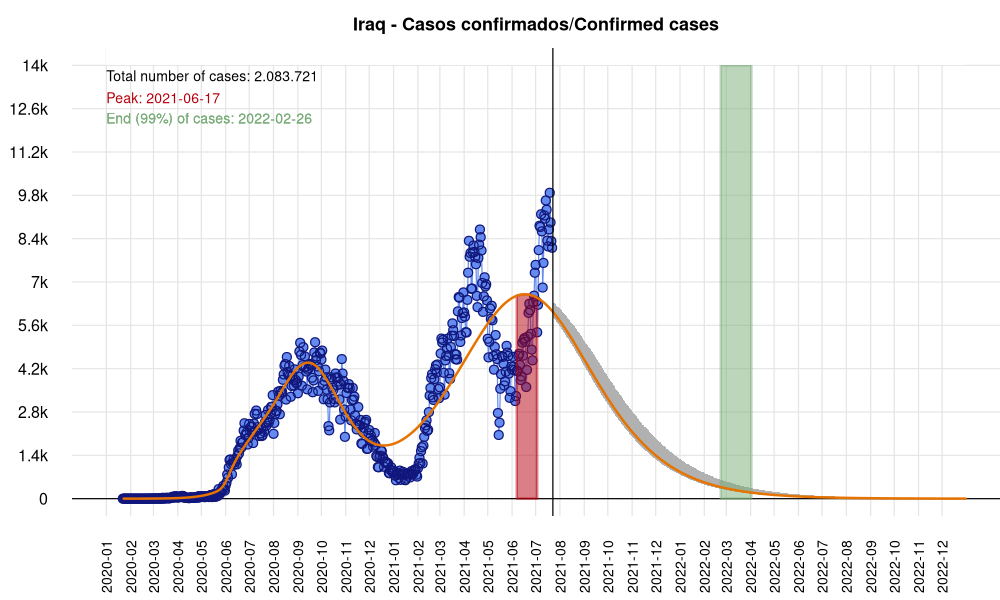 Iraq - Casos confirmados/Confirmed cases
Total number of cases: 2.083.721
Peak: 2021-06-17
End (99%) of cases: 2022-02-26
14k
12.6k
11.2k
9.8k
8.4k
7k
5.6k
4.2k
2.8k
1.4k
0
2020-01
2020-02
2020-03
2020-04
2020-05
2020-06
2020-07
2020-08
2020-09
2020-10
2020-11
2020-12
2021-01
2021-03
2021-04
2021-05
2021-06
2021-07
2021-08
2021-09
2021-10
2021-11
2021-12
2022-01
2022-02
2022-03
2022-04
2022-05
2022-06
2022-07
2022-08
2022-09
2022-10
2022-11
2022-12